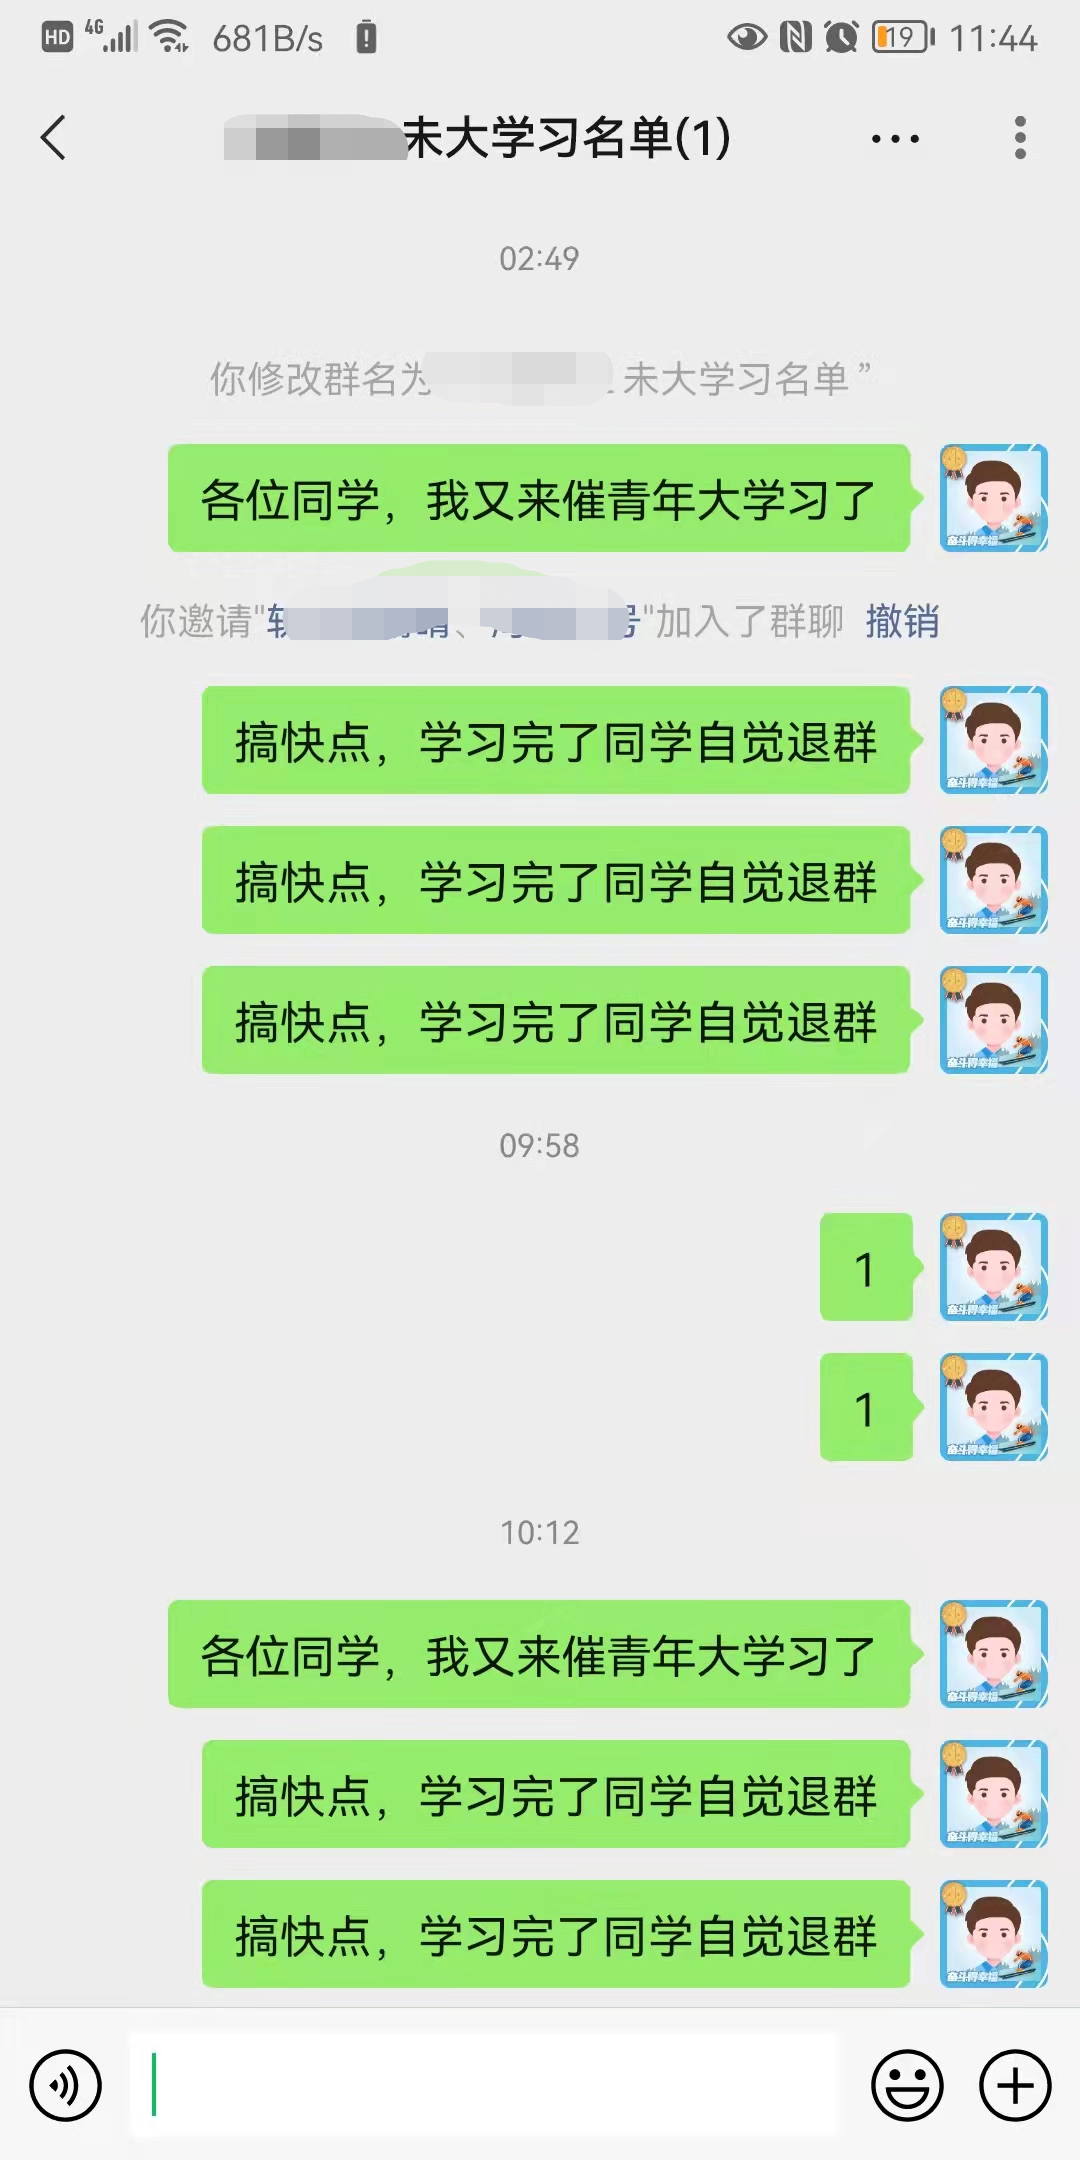 HD 4G 681B/s 19 11:44
未大学习名单(1)
02:49
你修改群名为 未大学习名单”
各位同学，我又来催青年大学习了
你邀请" 、 号"加入了群聊 撤销
搞快点，学习完了同学自觉退群
搞快点，学习完了同学自觉退群
搞快点，学习完了同学自觉退群
09:58
1
1
10:12
各位同学，我又来催青年大学习了
搞快点，学习完了同学自觉退群
搞快点，学习完了同学自觉退群